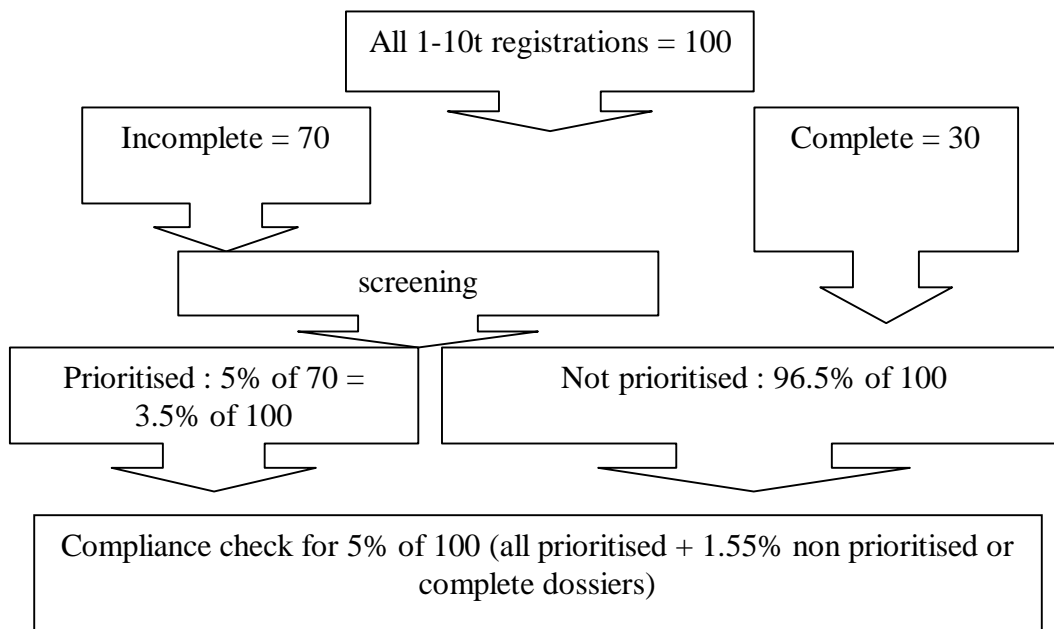 All 1-10t registrations = 100
Incomplete = 70
Complete = 30
screening
Prioritised : 5% of 70 =
3.5% of 100
Not prioritised : 96.5% of 100
Compliance check for 5% of 100 (all prioritised + 1.55% non prioritised or
complete dossiers)